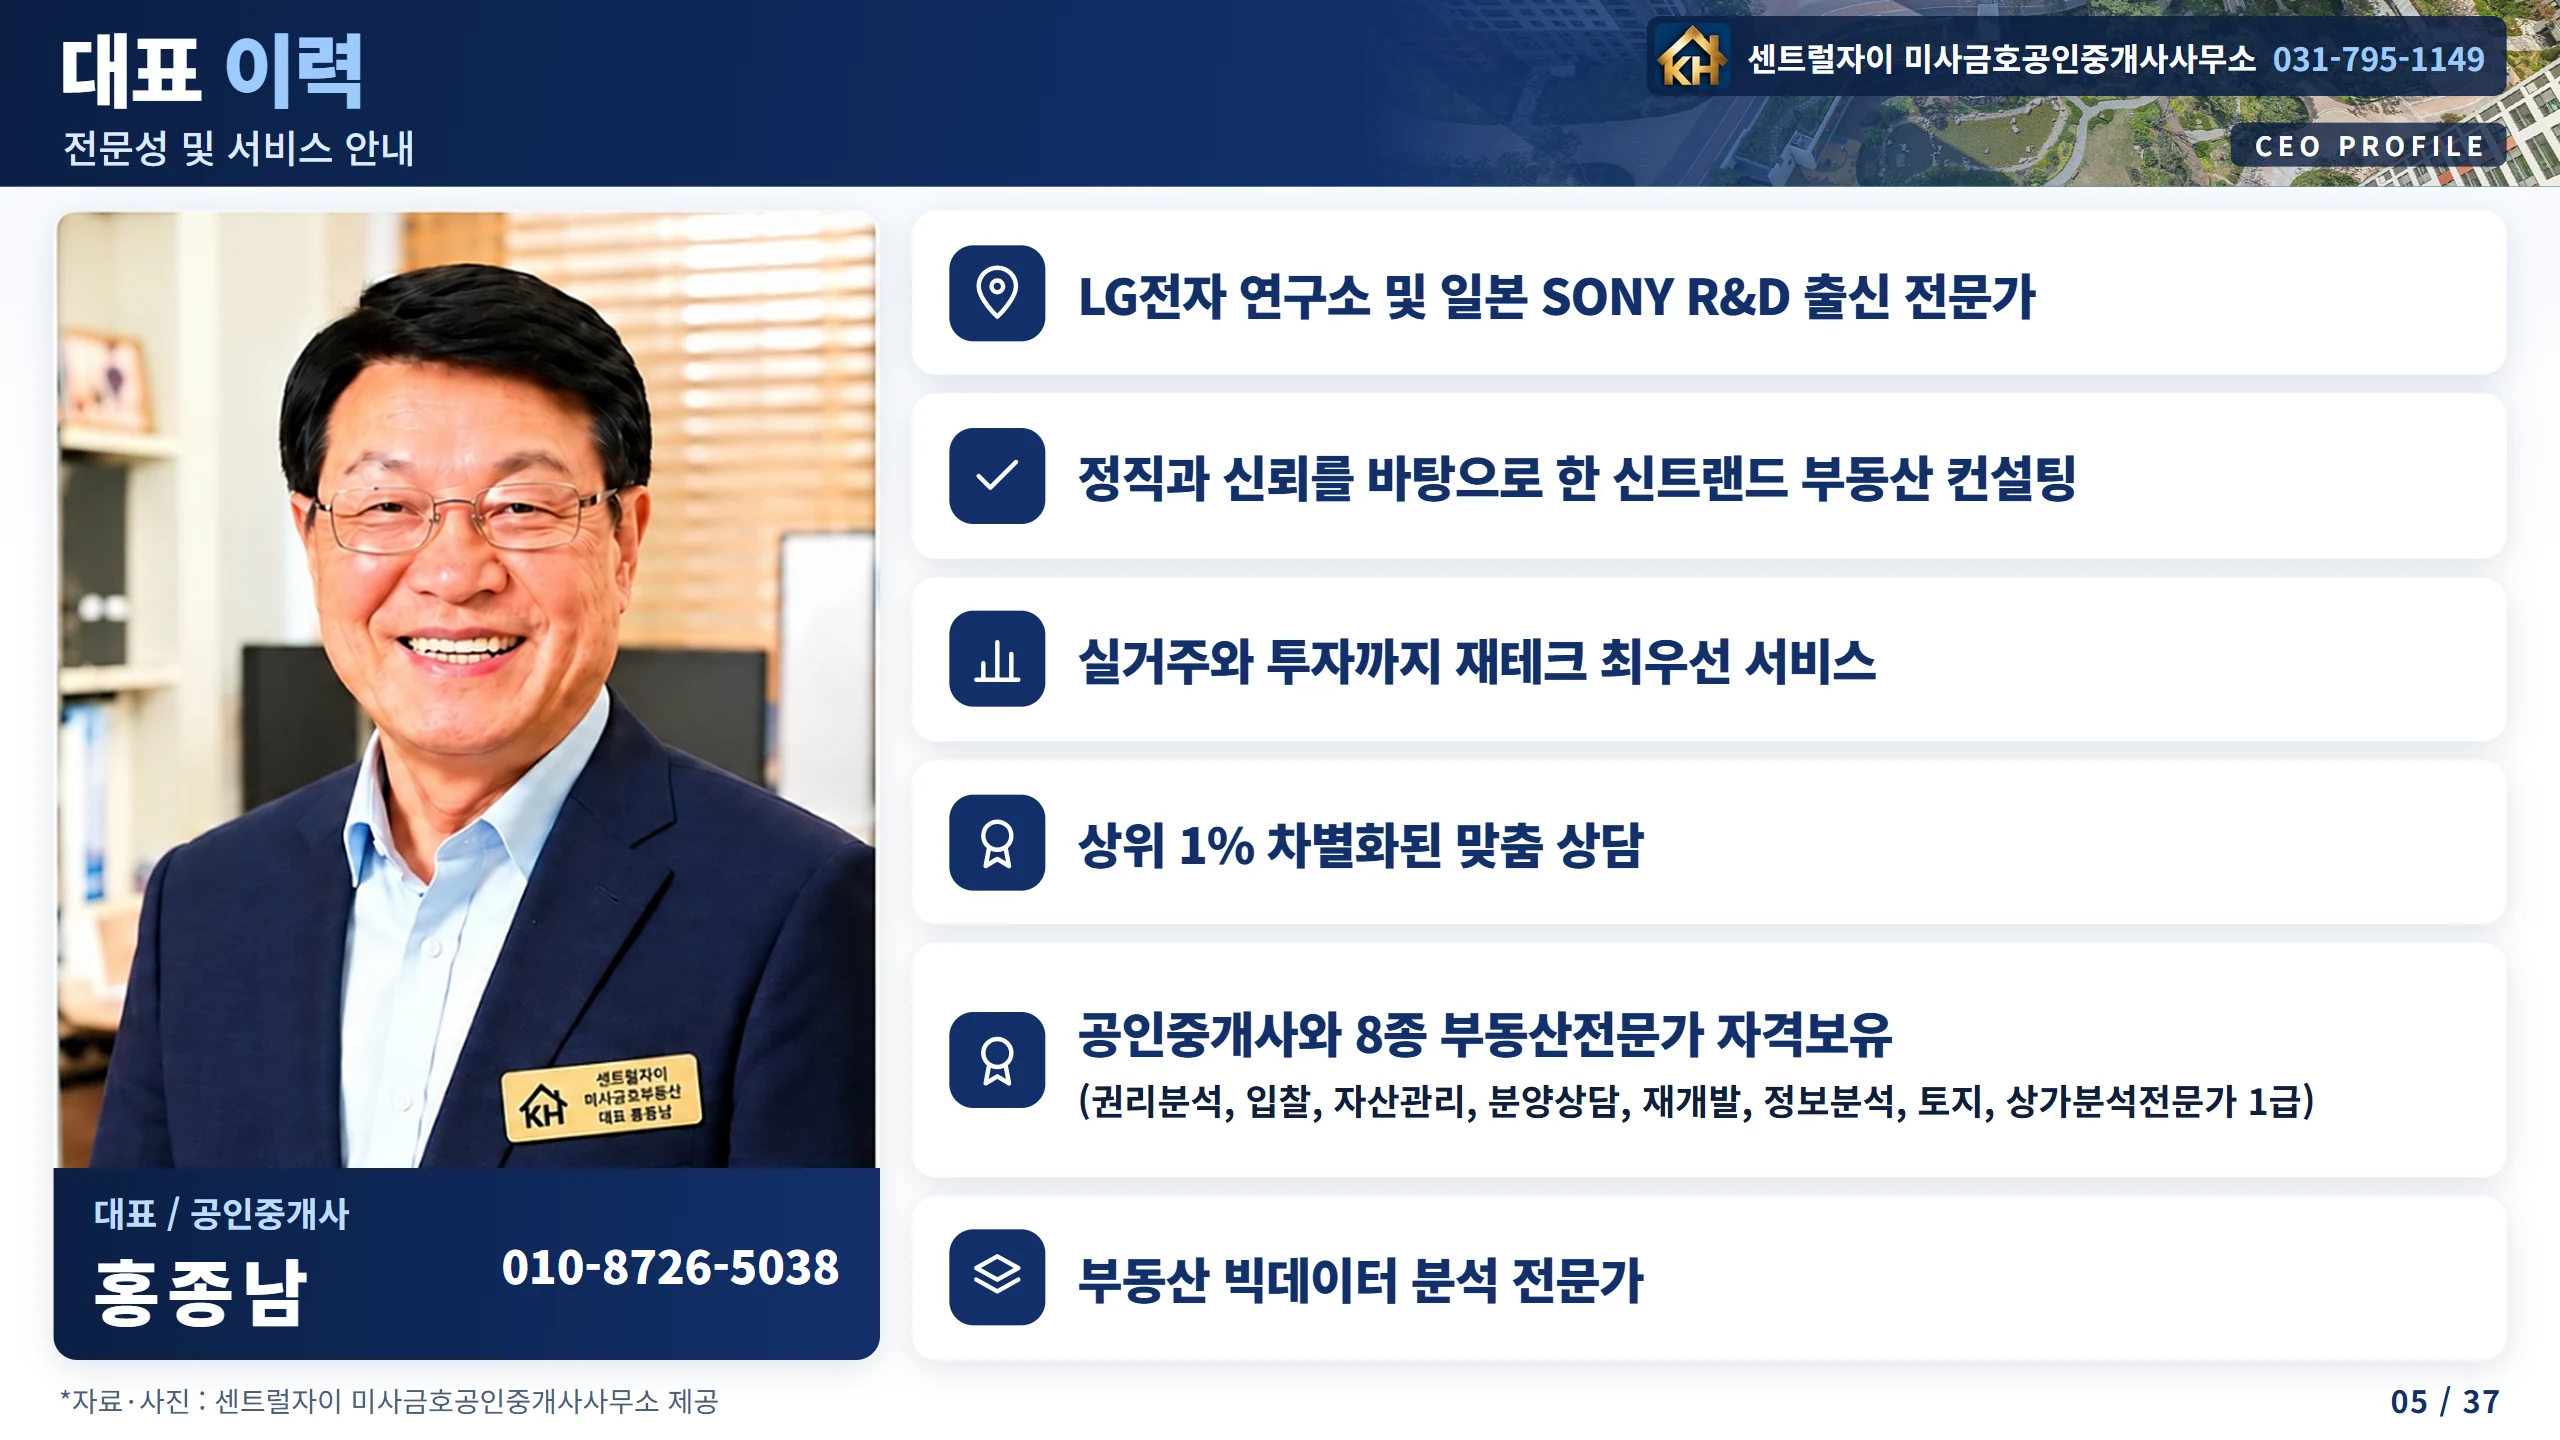 대표 이력
전문성 및 서비스 안내
KH
센트럴자이 미사금호공인중개사사무소 031-795-1149
CEO PROFILE
LG전자 연구소 및 일본 SONY R&D 출신 전문가
정직과 신뢰를 바탕으로 한 신트랜드 부동산 컨설팅
실거주와 투자까지 재테크 최우선 서비스
상위 1% 차별화된 맞춤 상담
공인중개사와 8종 부동산전문가 자격보유
(권리분석, 입찰, 자산관리, 분양상담, 재개발, 정보분석, 토지, 상가분석전문가 1급)
부동산 빅데이터 분석 전문가
KH
센트럴자이
미사금호부동산
대표 홍종남
대표 / 공인중개사
홍종남
010-8726-5038
*자료·사진 : 센트럴자이 미사금호공인중개사사무소 제공
05 / 37